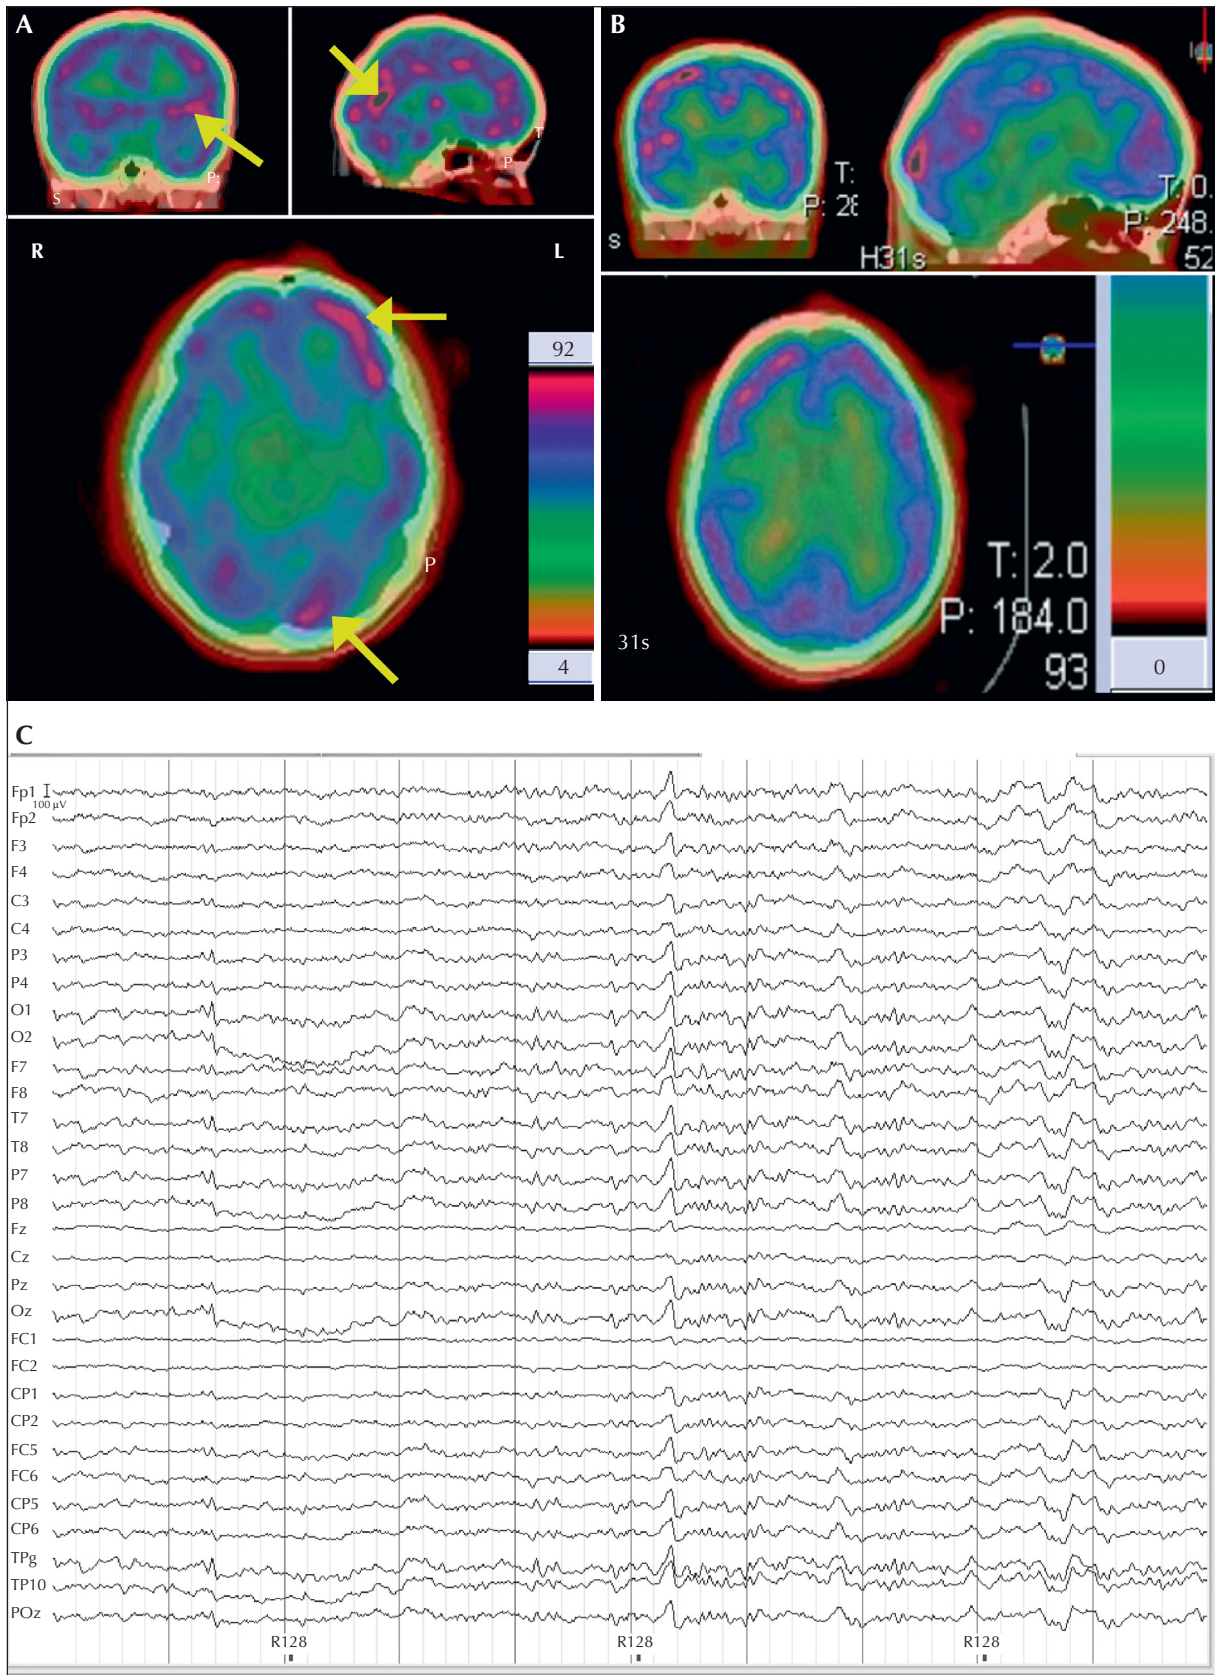 A
S
P
T
P
R
L
P
92
4
B
T:
P: 28
s
H31s
T: 0.
P: 248.
52
31s
T: 2.0
P: 184.0
93
0
C
Fp1
100 µV
Fp2
F3
F4
C3
C4
P3
P4
O1
O2
F7
F8
T7
T8
P7
P8
Fz
Cz
Pz
Oz
FC1
FC2
CP1
CP2
FC5
FC6
CP5
CP6
TPg
TP10
POz
R128 R128 R128